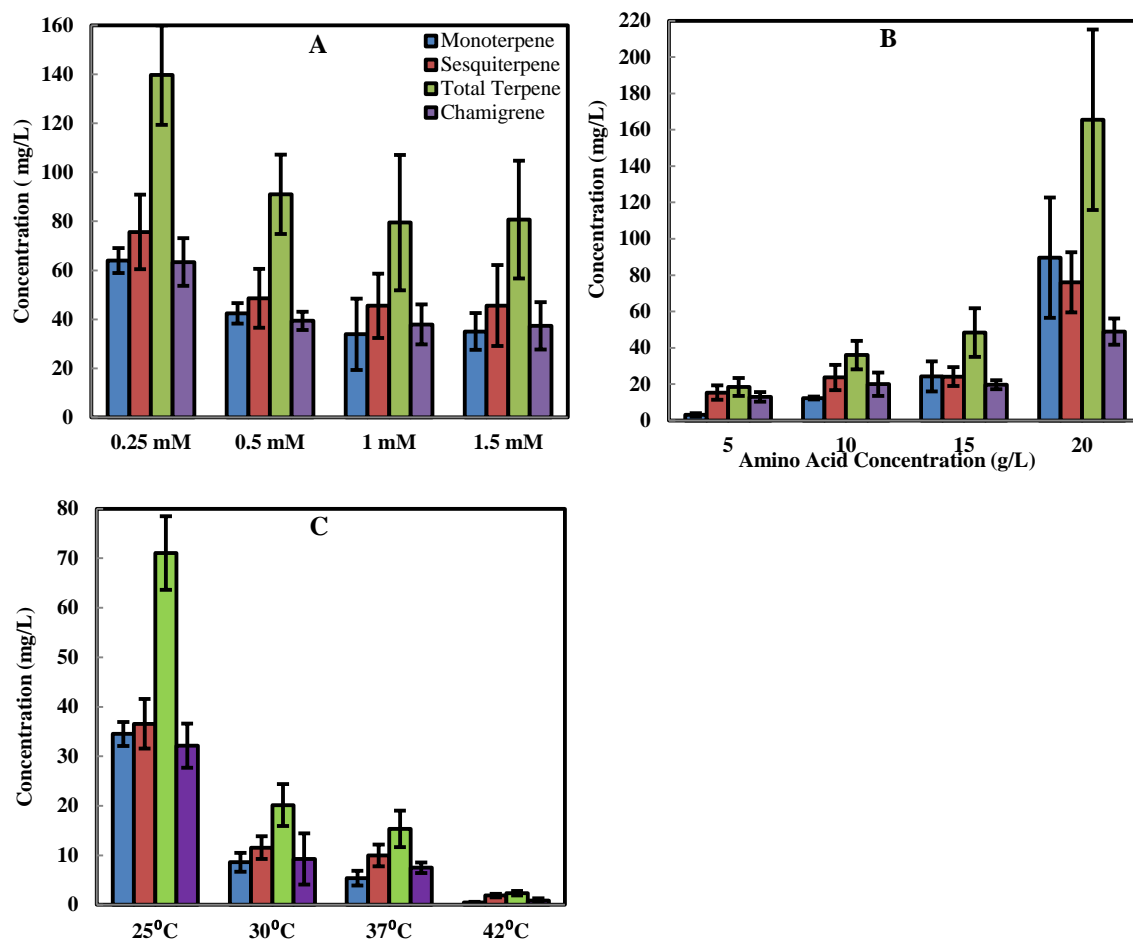 A
Monoterpene
Sesquiterpene
Total Terpene
Chamigrene
Concentration ( mg/L)
160
140
120
100
80
60
40
20
0
0.25 mM 0.5 mM 1 mM 1.5 mM
B
Concentration (mg/L)
220
200
180
160
140
120
100
80
60
40
20
0
5 10 15 20
Amino Acid Concentration (g/L)
C
Concentration (mg/L)
80
70
60
50
40
30
20
10
0
25⁰C 30⁰C 37⁰C 42⁰C